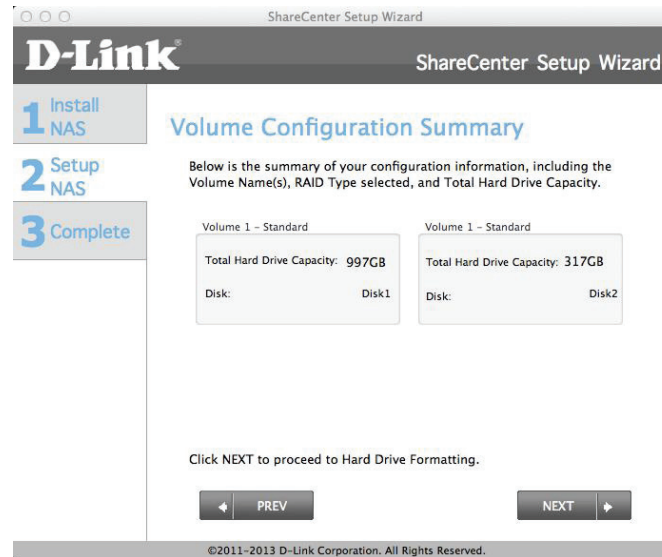 ShareCenter Setup Wizard
D-Link®
ShareCenter Setup Wizard
1 Install
NAS
2 Setup
NAS
3 Complete
Volume Configuration Summary
Below is the summary of your configuration information, including the
Volume Name(s), RAID Type selected, and Total Hard Drive Capacity.
Volume 1 – Standard
Total Hard Drive Capacity: 997GB
Disk: Disk1
Volume 1 – Standard
Total Hard Drive Capacity: 317GB
Disk: Disk2
Click NEXT to proceed to Hard Drive Formatting.
PREV
NEXT
©2011-2013 D-Link Corporation. All Rights Reserved.